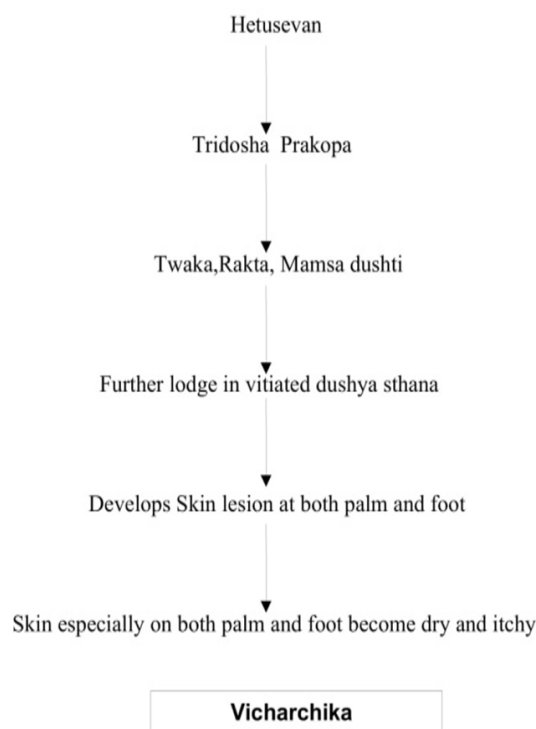 Hetusevan
Tridosha Prakopa
Twaka,Rakta, Mamsa dushti
Further lodge in vitiated dushya sthana
Develops Skin lesion at both palm and foot
Skin especially on both palm and foot become dry and itchy
Vicharchika